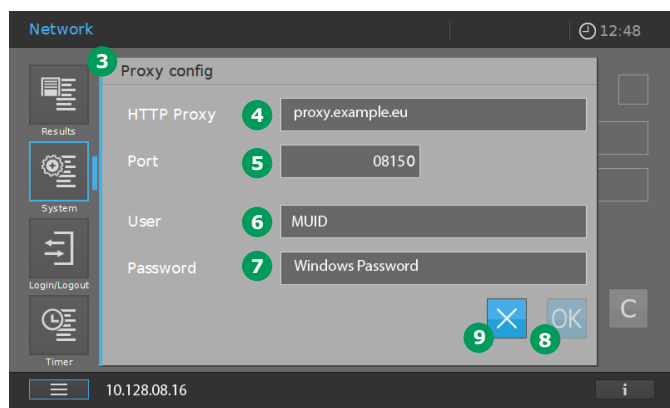 Network
12:48
3
Proxy config
HTTP Proxy
4
proxy.example.eu
Results
Port
5
08150
System
User
6
MUID
Password
7
Windows Password
Login/Logout
9
8
OK
C
Timer
10.128.08.16
i